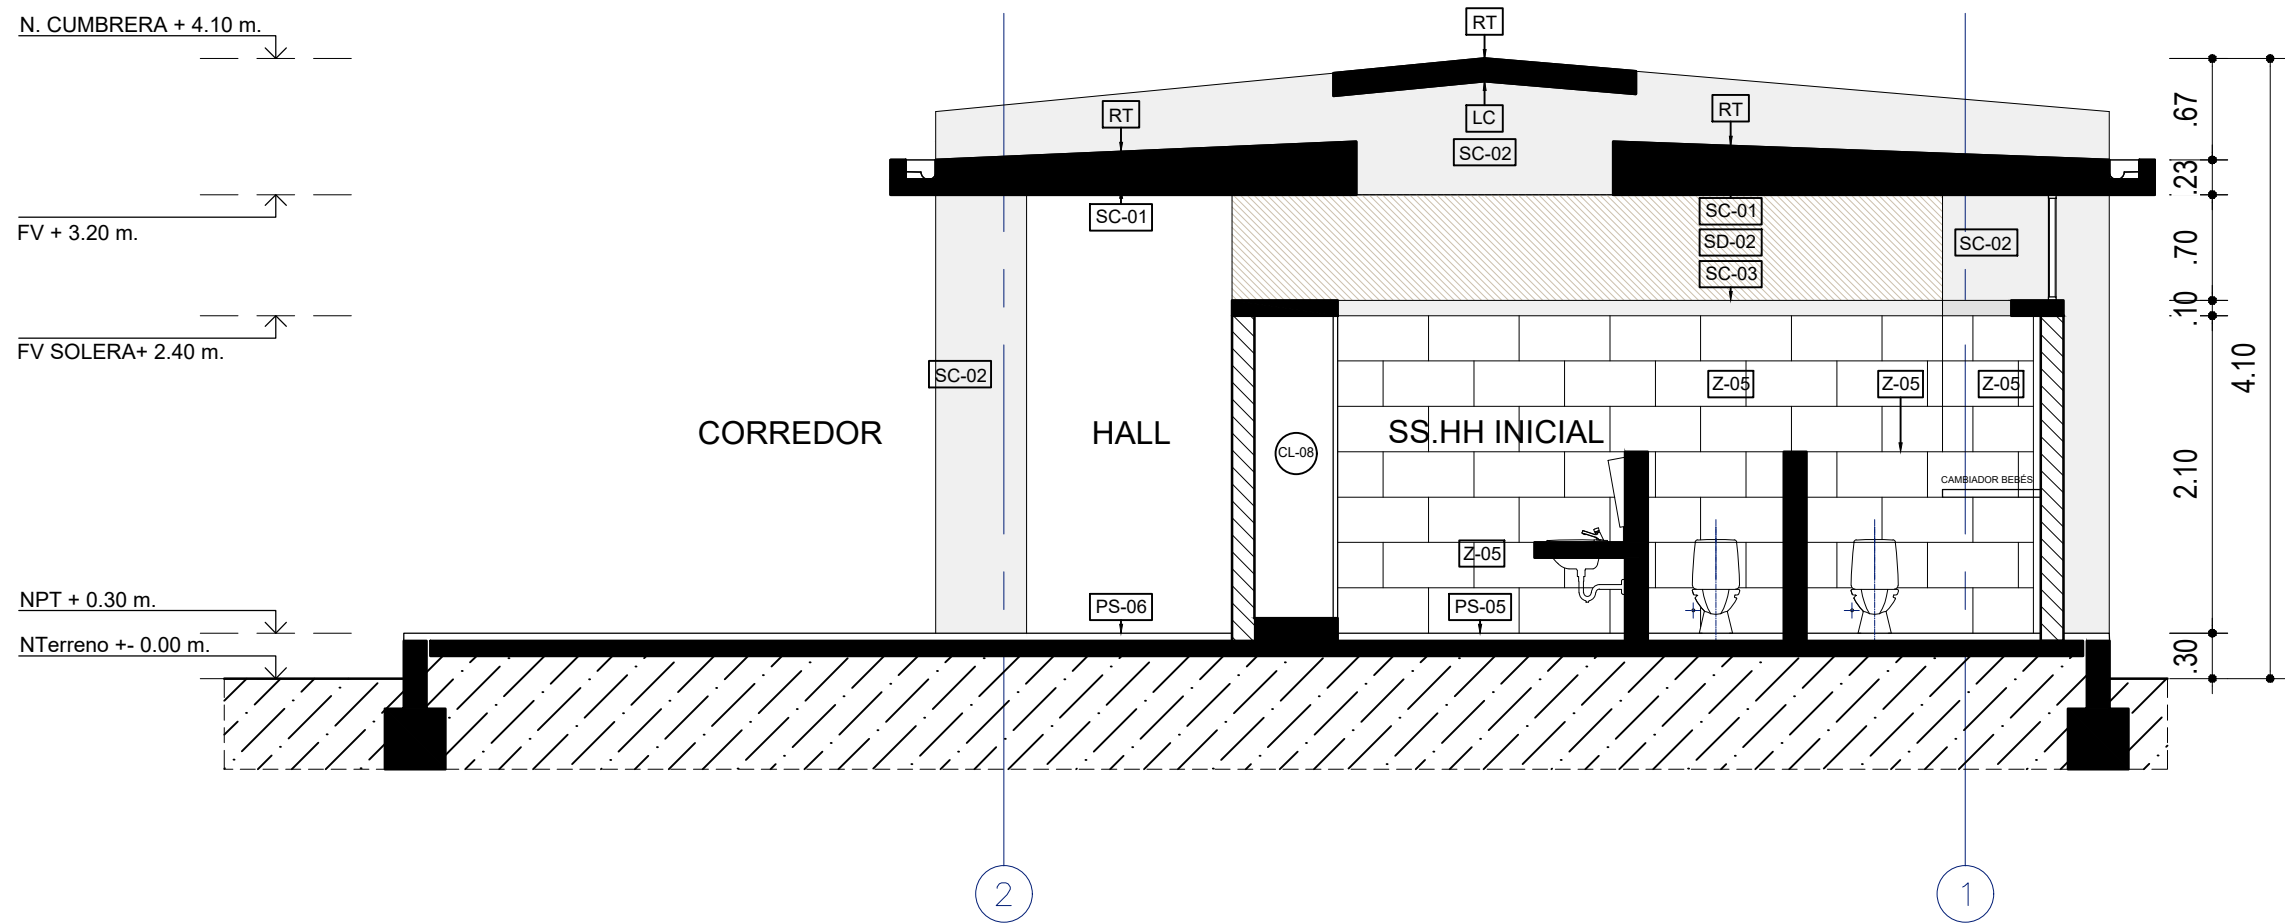 N. CUMBRERA + 4.10 m.
FV + 3.20 m.
FV SOLERA+ 2.40 m.
NPT + 0.30 m.
NTerreno +- 0.00 m.
RT
RT
LC
RT
SC-02
SC-01
SC-01
SD-02
SC-03
SC-02
SC-02
Z-05
Z-05
Z-05
CORREDOR
HALL
CL-08
SS.HH INICIAL
CAMBIADOR BEBÉS
Z-05
PS-06
PS-05
.67
.23
.70
.10
2.10
.30
4.10
2
1